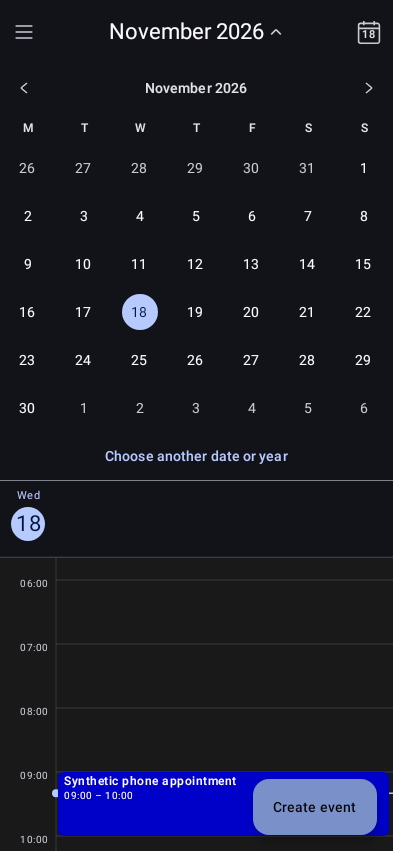 November 2026
18
November 2026
M T W T F S S
26 27 28 29 30 31 1
2 3 4 5 6 7 8
9 10 11 12 13 14 15
16 17 18 19 20 21 22
23 24 25 26 27 28 29
30 1 2 3 4 5 6
Choose another date or year
Wed
18
06:00
07:00
08:00
09:00
Synthetic phone appointment
09:00 – 10:00
Create event
10:00